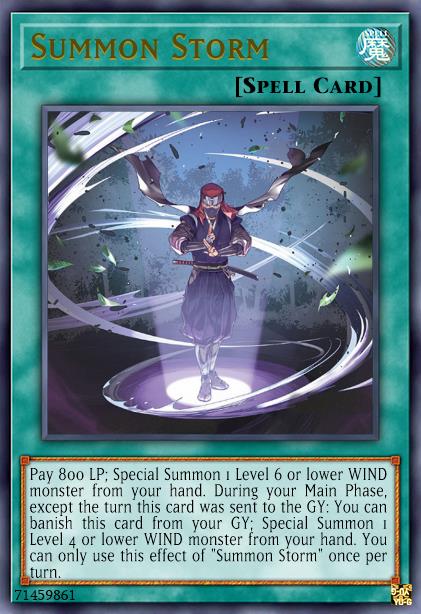 SUMMON STORM
SPELL
魔
[SPELL CARD]
Pay 800 LP; Special Summon 1 Level 6 or lower WIND
monster from your hand. During your Main Phase,
except the turn this card was sent to the GY: You can
banish this card from your GY; Special Summon 1
Level 4 or lower WIND monster from your hand. You
can only use this effect of "Summon Storm" once per
turn.
71459861